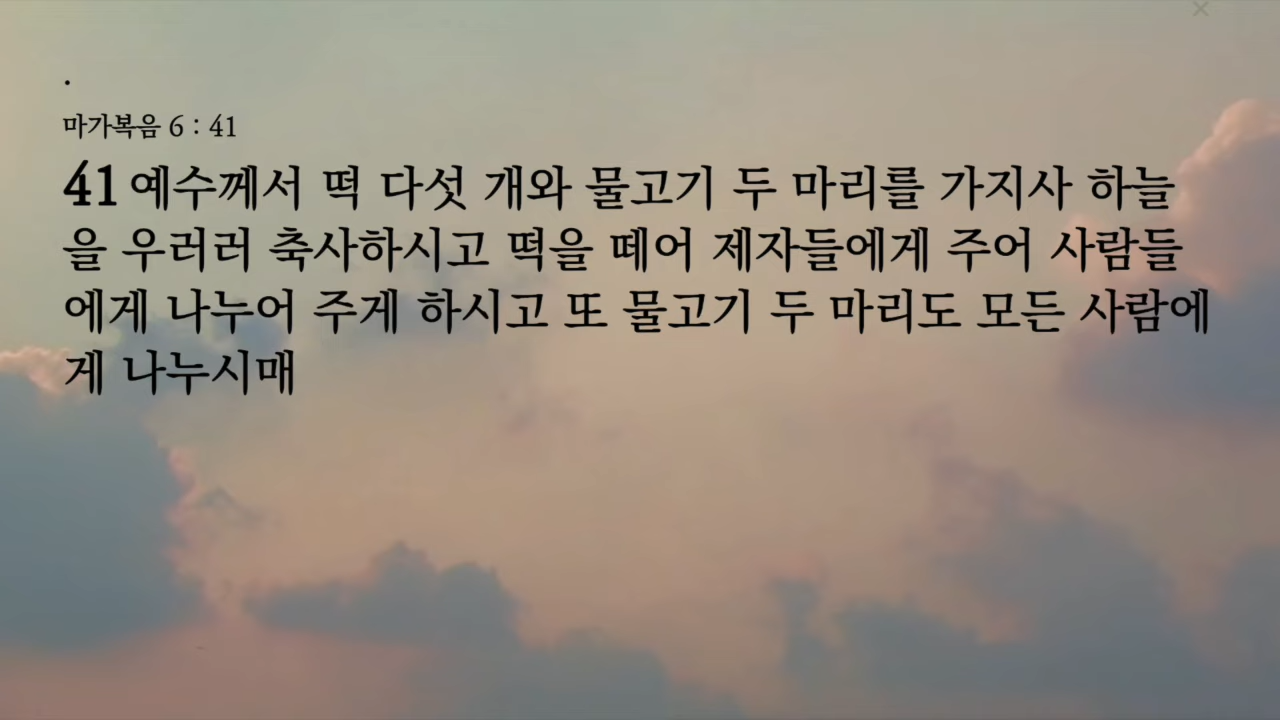 .
마가복음 6 : 41
41 예수께서 떡 다섯 개와 물고기 두 마리를 가지사 하늘
을 우러러 축사하시고 떡을 떼어 제자들에게 주어 사람들
에게 나누어 주게 하시고 또 물고기 두 마리도 모든 사람에
게 나누시매